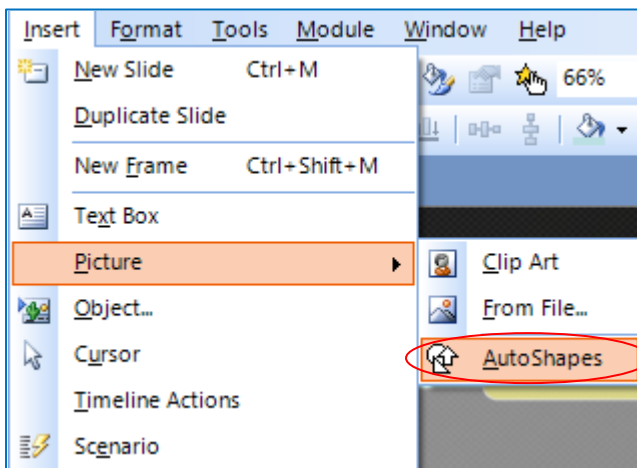 Insert Format Tools Module Window Help
New Slide Ctrl+M
66%
Duplicate Slide
New Frame Ctrl+Shift+M
Text Box
Picture
Clip Art
Object...
From File...
Cursor
AutoShapes
Timeline Actions
Scenario